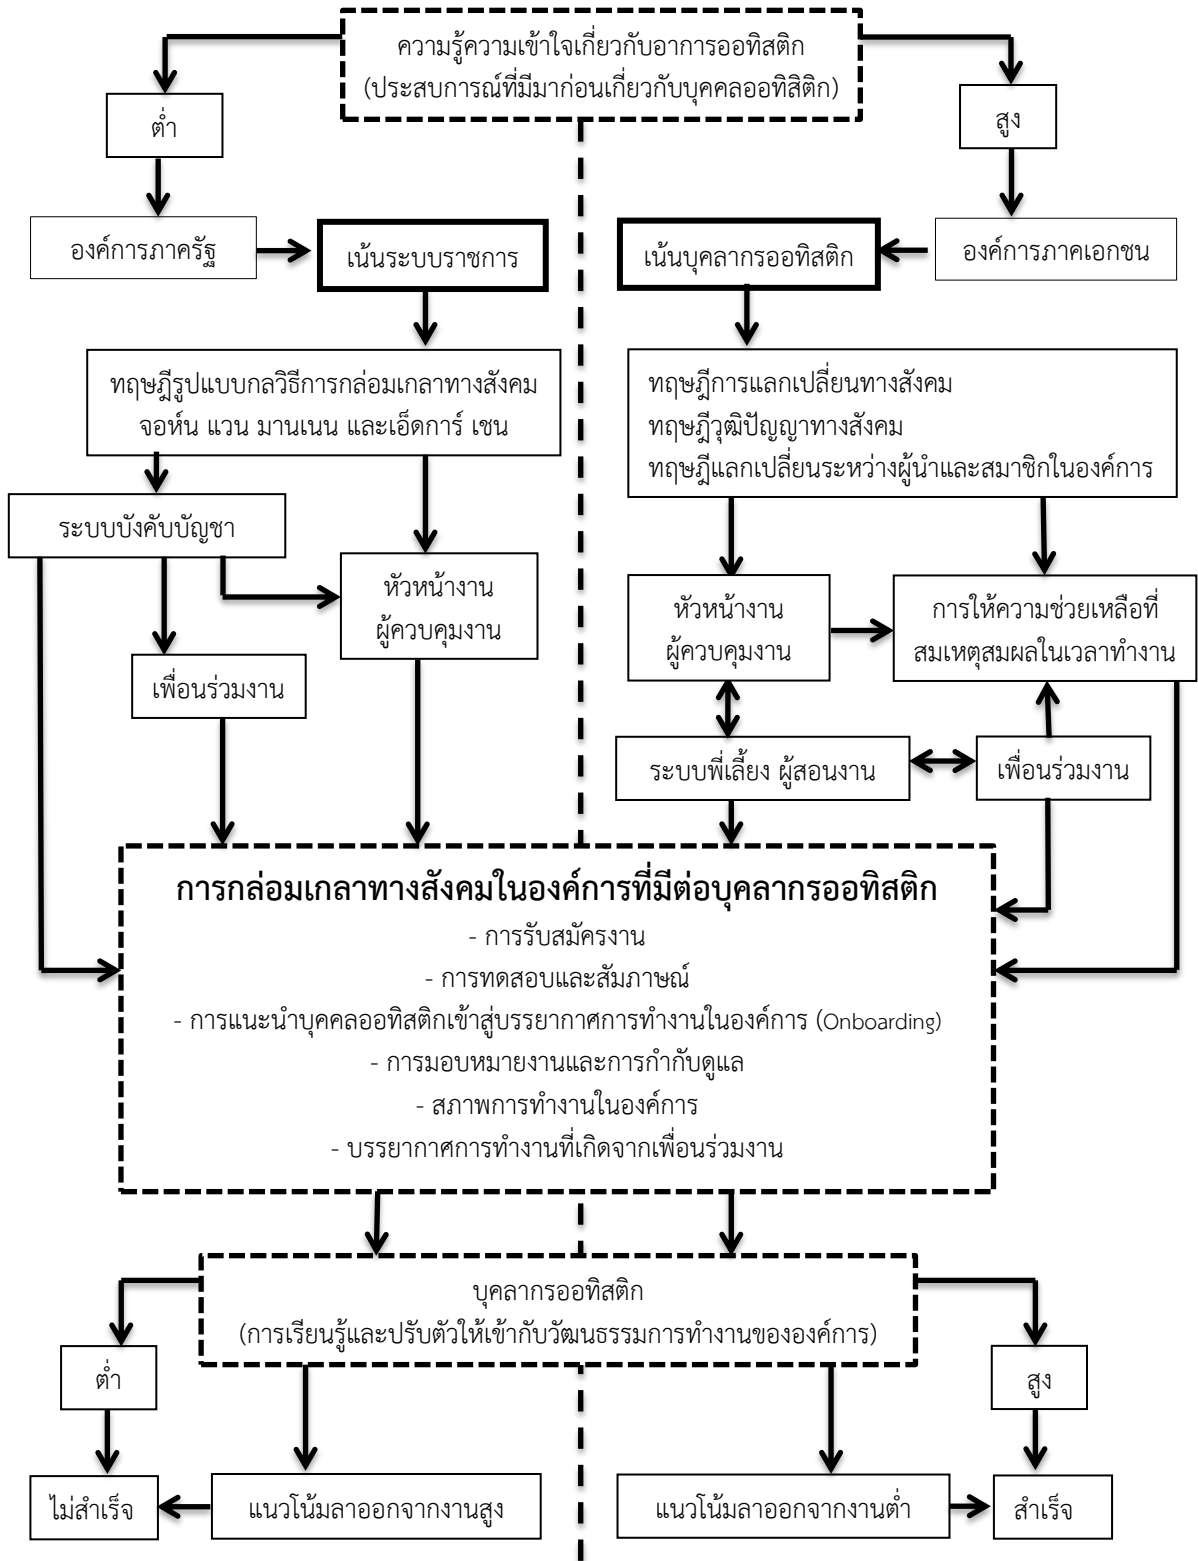 ความรู้ความเข้าใจเกี่ยวกับอาการออทิสติก
(ประสบการณ์ที่มีมาก่อนเกี่ยวกับบุคคลออทิสิติก)
ต่ำ
สูง
องค์การภาครัฐ
เน้นระบบราชการ
เน้นบุคลากรออทิสติก
องค์การภาคเอกชน
ทฤษฎีรูปแบบกลวิธีการกล่อมเกลาทางสังคม
จอห์น แวน มานเนน และเอ็ดการ์ เชน
ทฤษฎีการแลกเปลี่ยนทางสังคม
ทฤษฎีวุฒิปัญญาทางสังคม
ทฤษฎีแลกเปลี่ยนระหว่างผู้นำและสมาชิกในองค์การ
ระบบบังคับบัญชา
หัวหน้างาน
ผู้ควบคุมงาน
เพื่อนร่วมงาน
หัวหน้างาน
ผู้ควบคุมงาน
การให้ความช่วยเหลือที่
สมเหตุสมผลในเวลาทำงาน
ระบบพี่เลี้ยง ผู้สอนงาน
เพื่อนร่วมงาน
การกล่อมเกลาทางสังคมในองค์การที่มีต่อบุคลากรออทิสติก
- การรับสมัครงาน
- การทดสอบและสัมภาษณ์
- การแนะนำบุคคลออทิสติกเข้าสู่บรรยากาศการทำงานในองค์การ (Onboarding)
- การมอบหมายงานและการกำกับดูแล
- สภาพการทำงานในองค์การ
- บรรยากาศการทำงานที่เกิดจากเพื่อนร่วมงาน
บุคลากรออทิสติก
(การเรียนรู้และปรับตัวให้เข้ากับวัฒนธรรมการทำงานขององค์การ)
ต่ำ
สูง
ไม่สำเร็จ
แนวโน้มลาออกจากงานสูง
แนวโน้มลาออกจากงานต่ำ
สำเร็จ